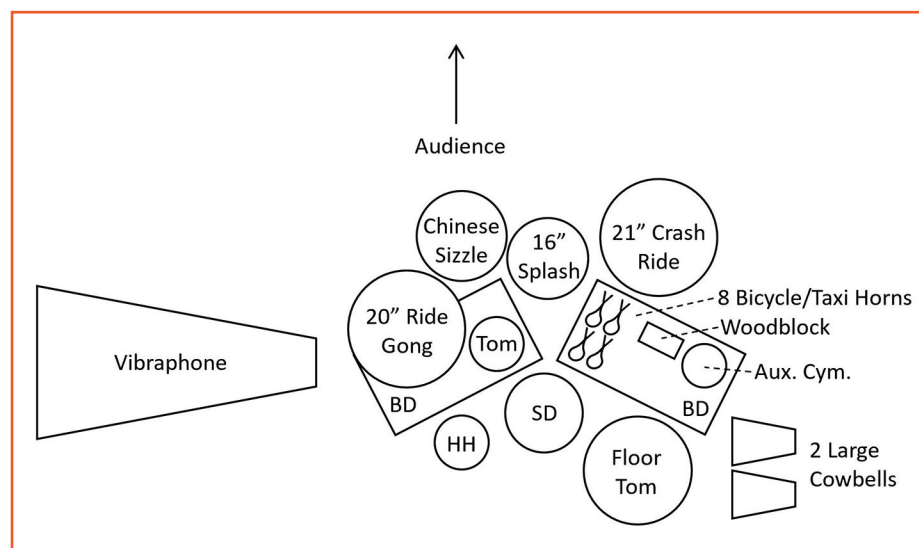 Audience
Chinese
Sizzle
16”
Splash
21” Crash
Ride
8 Bicycle/Taxi Horns
Woodblock
Aux. Cym.
20” Ride
Gong
Tom
Vibraphone
BD
BD
SD
HH
Floor
Tom
2 Large
Cowbells